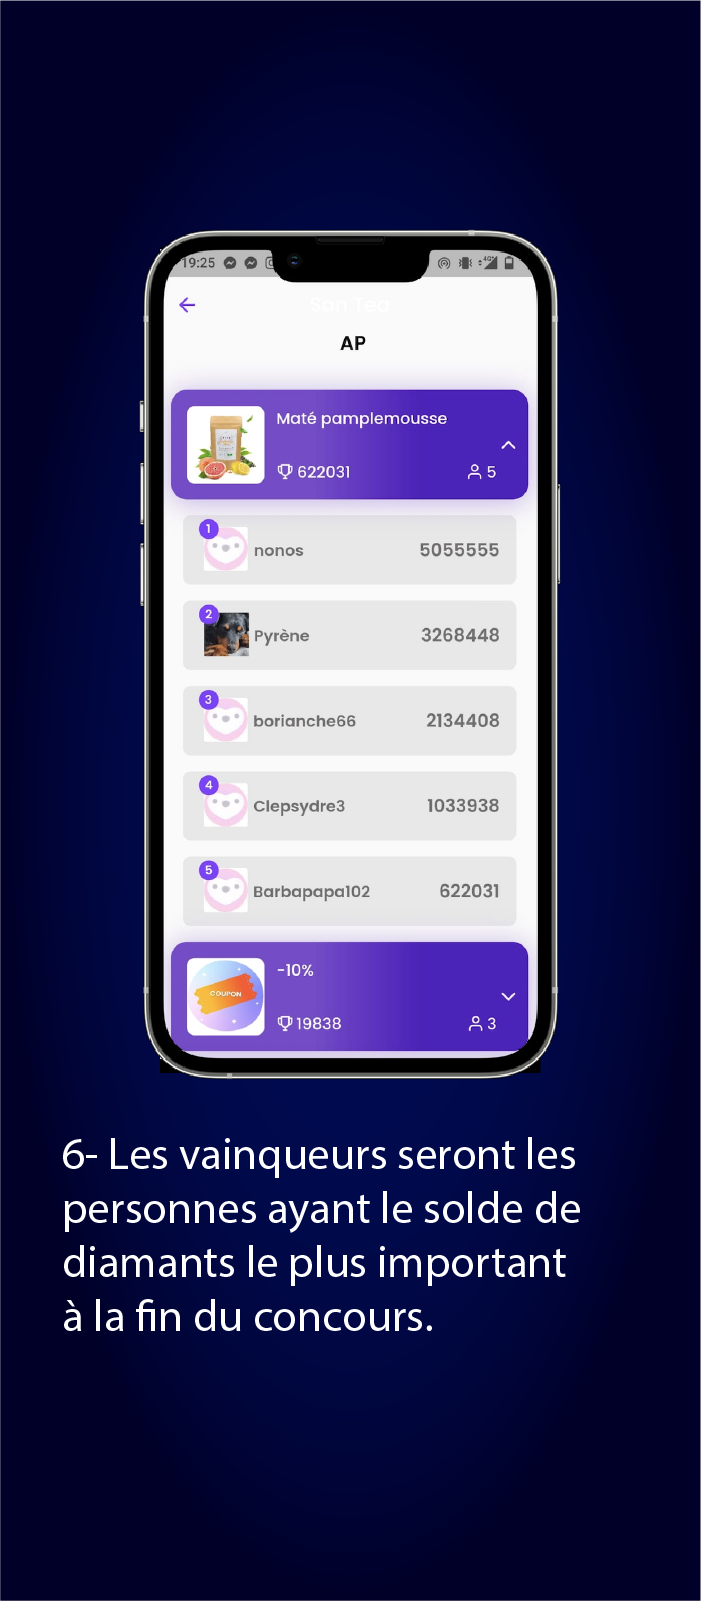 19:25
4G+
San Tea
AP
Maté pamplemousse
622031
5
1
nonos
5055555
2
Pyrène
3268448
3
borianche66
2134408
4
Clepsydre3
1033938
5
Barbapapa102
622031
COUPON
-10%
19838
3
6- Les vainqueurs seront les
personnes ayant le solde de
diamants le plus important
à la fin du concours.